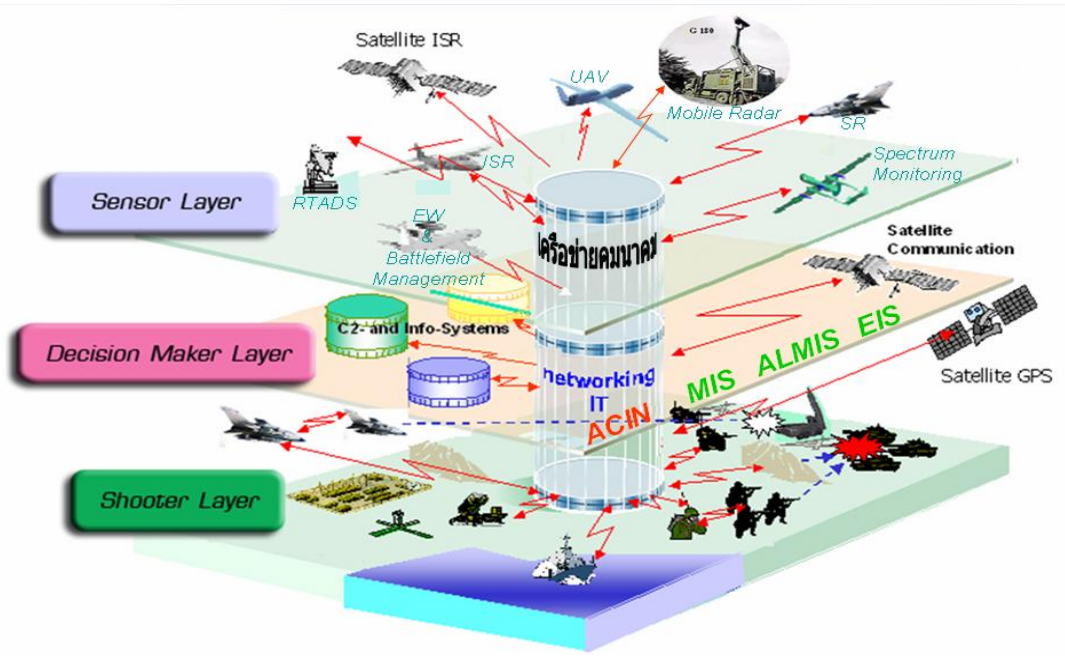 Satellite ISR
UAV
G 180
Mobile Radar
SR
ISR
Spectrum
Monitoring
RTADS
Sensor Layer
EW
&
Battlefield
Management
เครือข่ายคมนาคม
Satellite
Communication
C2- and Info-Systems
Decision Maker Layer
networking
IT
ACIN
MIS
ALMIS
EIS
Satellite GPS
Shooter Layer